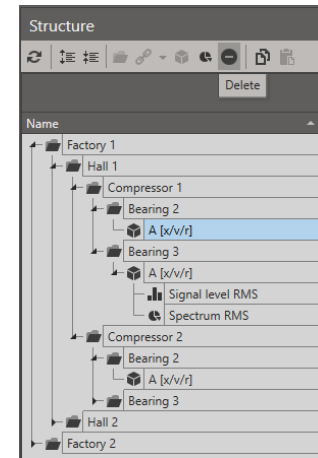 Structure
Delete
Name
Factory 1
Hall 1
Compressor 1
Bearing 2
A [x/v/r]
Bearing 3
A [x/v/r]
Signal level RMS
Spectrum RMS
Compressor 2
Bearing 2
A [x/v/r]
Bearing 3
Hall 2
Factory 2